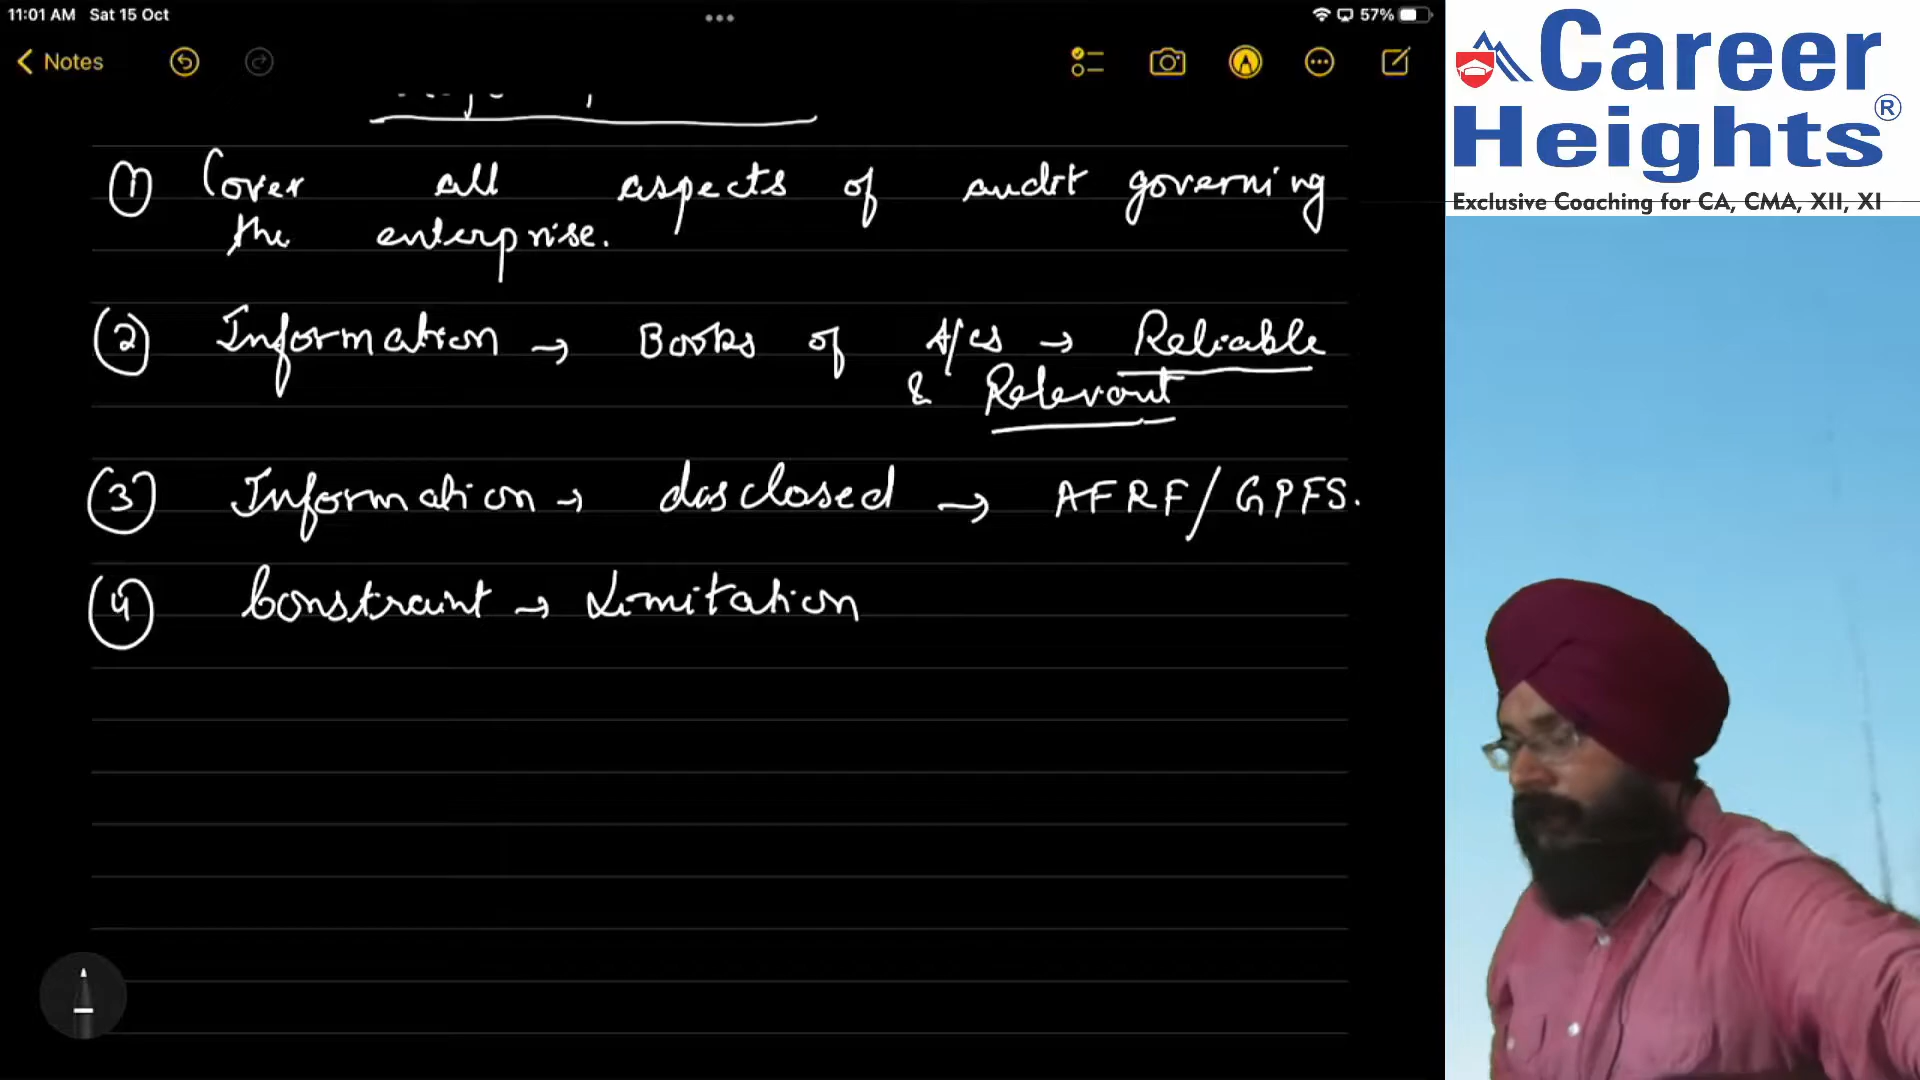 11:01 AM Sat 15 Oct
57%
Notes
Career
Heights®
Exclusive Coaching for CA, CMA, XII, XI
① Cover all aspects of audit governing
the enterprise.
② Information → Books of A/cs → Reliable
& Relevant
③ Information → disclosed → AFRF/GPFS.
④ Constraint → Limitation